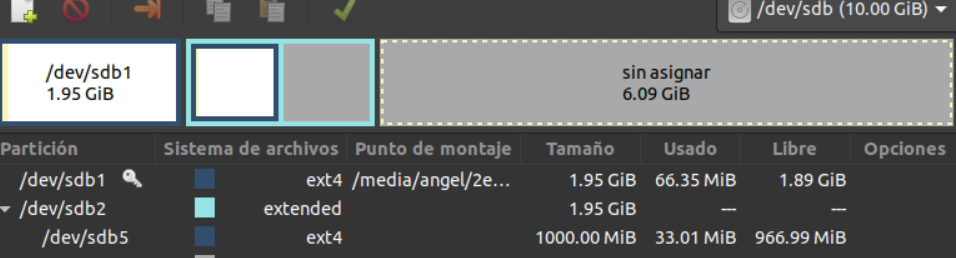 /dev/sdb (10.00 GiB)
/dev/sdb1
1.95 GiB
sin asignar
6.09 GiB
Partición Sistema de archivos Punto de montaje Tamaño Usado Libre Opciones
/dev/sdb1 ext4 /media/angel/2e... 1.95 GiB 66.35 MiB 1.89 GiB
/dev/sdb2 extended 1.95 GiB --- ---
/dev/sdb5 ext4 1000.00 MiB 33.01 MiB 966.99 MiB